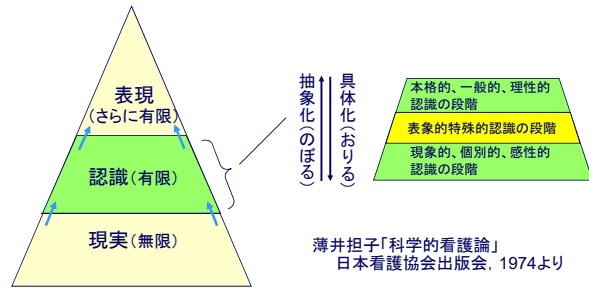 表現
(さらに有限)
認識(有限)
現実(無限)
抽象化(のぼる)
具体化(おりる)
本格的、一般的、理性的
認識の段階
表象的特殊的認識の段階
現象的、個別的、感性的
認識の段階
薄井担子「科学的看護論」
日本看護協会出版会, 1974より